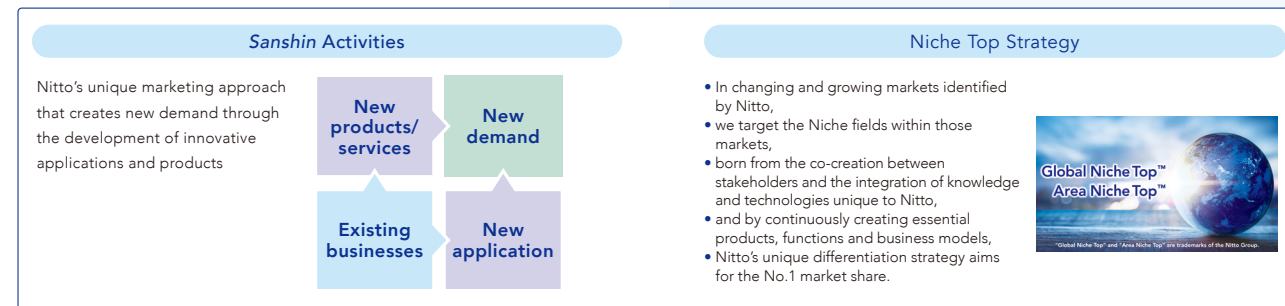 Sanshin Activities
Nitto's unique marketing approach
that creates new demand through
the development of innovative
applications and products
New
products/
services
New
demand
Existing
businesses
New
application
Niche Top Strategy
• In changing and growing markets identified
by Nitto,
• we target the Niche fields within those
markets,
• born from the co-creation between
stakeholders and the integration of knowledge
and technologies unique to Nitto,
• and by continuously creating essential
products, functions and business models,
• Nitto's unique differentiation strategy aims
for the No.1 market share.
Global Niche Top™
Area Niche Top™
"Global Niche Top" and "Area Niche Top" are trademarks of the Nitto Group.